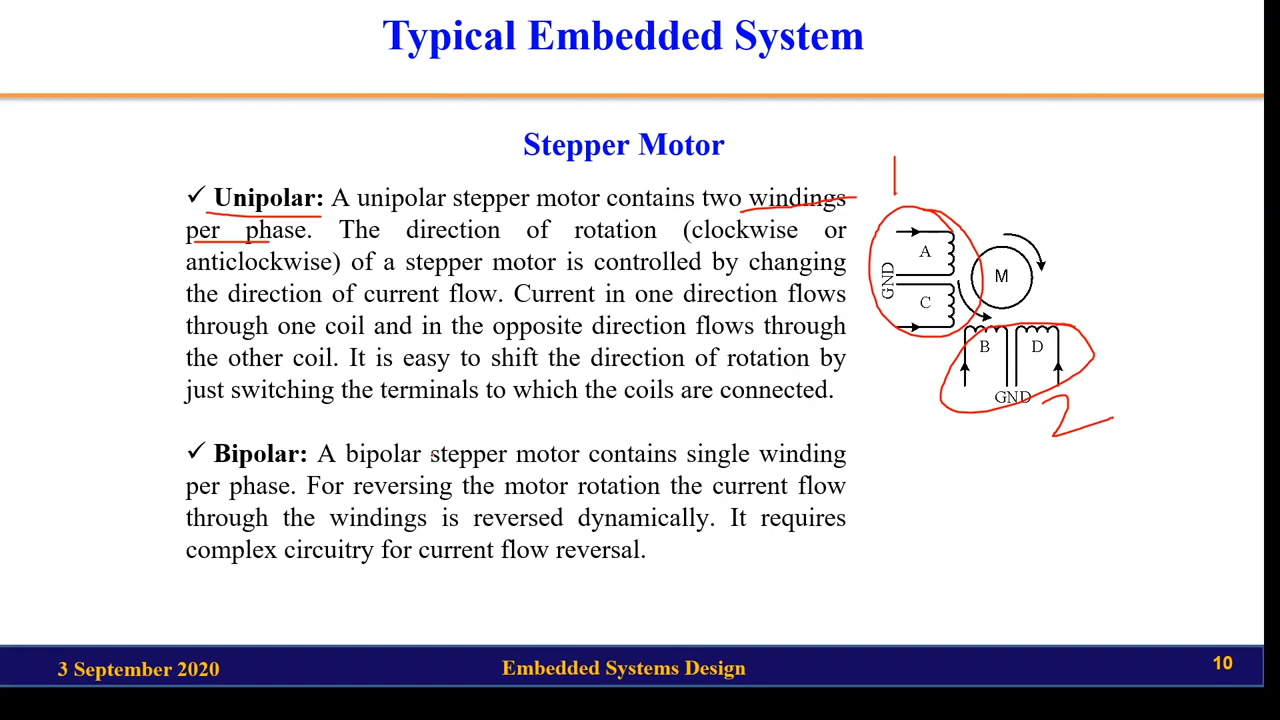 Typical Embedded System
Stepper Motor
✓ Unipolar: A unipolar stepper motor contains two windings
per phase. The direction of rotation (clockwise or
anticlockwise) of a stepper motor is controlled by changing
the direction of current flow. Current in one direction flows
through one coil and in the opposite direction flows through
the other coil. It is easy to shift the direction of rotation by
just switching the terminals to which the coils are connected.
✓ Bipolar: A bipolar stepper motor contains single winding
per phase. For reversing the motor rotation the current flow
through the windings is reversed dynamically. It requires
complex circuitry for current flow reversal.
1
A
GND
M
C
B D
GND
2
3 September 2020
Embedded Systems Design
10